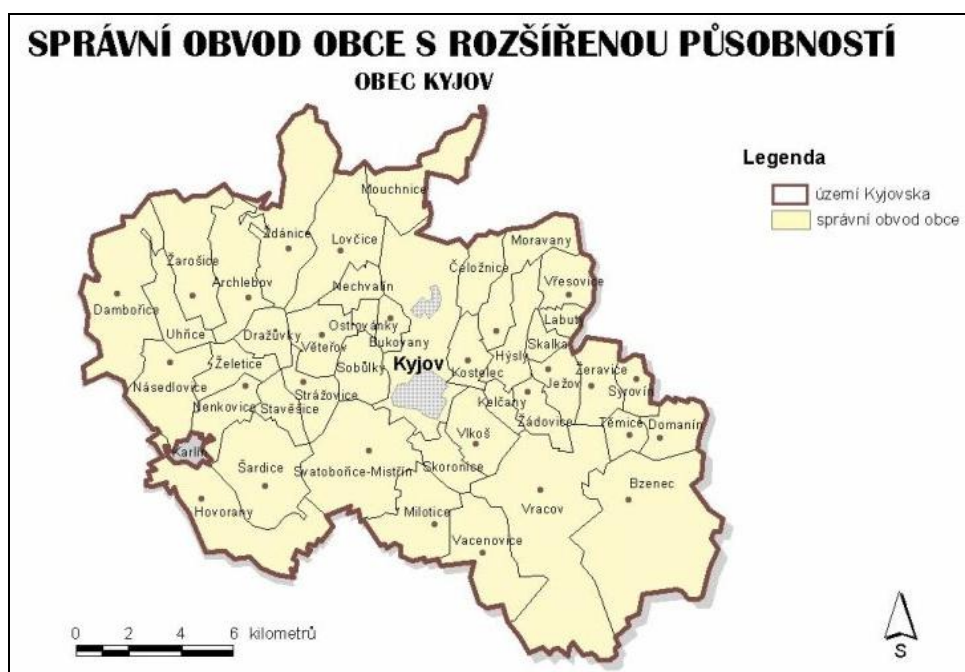 SPRÁVNÍ OBVOD OBCE S ROZŠÍŘENOU PŮSOBNOSTÍ
OBEC KYJOV
Legenda
území Kyjovska
správní obvod obce
Mouchnice
Ždánice
Lovčice
Moravany
Žarošice
Čeložnice
Archlebov
Nechvalín
Vřesovice
Dambořice
Labuty
Uhřice
Dražůvky
Ostrovánky
Věteřov
Bukovany
Skalka
Hýsly
Želetice
Sobůlky
Kyjov
Kostelec
Ježov
Žeravice
Násedlovice
Syrovín
Nenkovice
Stavěšice
Strážovice
Kelčany
Žádovice
Těmice
Domanín
Karlín
Vlkoš
Šardice
Svatobořice-Mistřín
Skoronice
Bzenec
Hovorany
Milotice
Vracov
Vacenovice
0 2 4 6 kilometrů
S